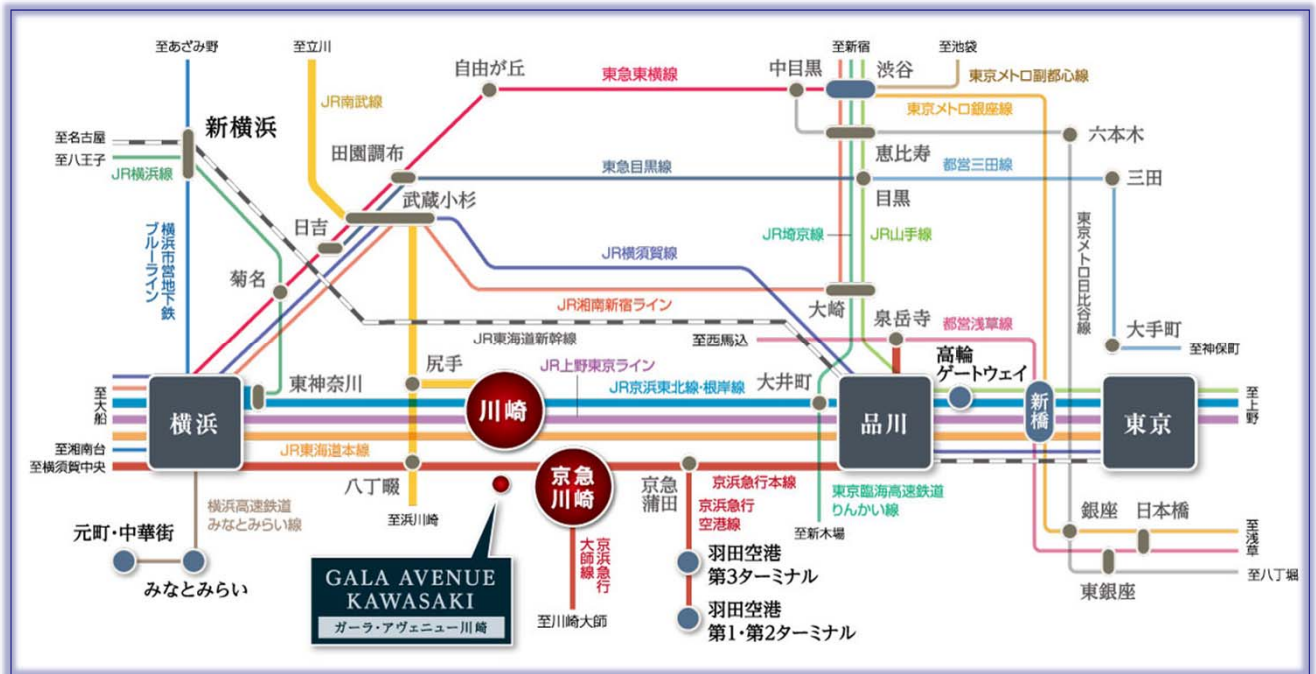 至あざみ野
至立川
至新宿
至池袋
自由が丘
東急東横線
中目黒
渋谷
東京メトロ副都心線
JR南武線
東京メトロ銀座線
新横浜
至名古屋
六本木
田園調布
恵比寿
至八王子
東急目黒線
都営三田線
JR横浜線
三田
武蔵小杉
目黒
日吉
JR埼京線
JR山手線
横浜市営地下鉄
ブルーライン
JR横須賀線
東京メトロ日比谷線
菊名
JR湘南新宿ライン
大崎
泉岳寺
都営浅草線
大手町
JR東海道新幹線
至西馬込
至神保町
高輪
ゲートウェイ
尻手
JR上野東京ライン
東神奈川
JR京浜東北線・根岸線
大井町
至大船
横浜
川崎
品川
新橋
東京
至上野
至湘南台
JR東海道本線
至横須賀中央
八丁畷
京急
川崎
京急
蒲田
京浜急行本線
東京臨海高速鉄道
りんかい線
横浜高速鉄道
みなとみらい線
京浜急行
空港線
至浜川崎
銀座
日本橋
至浅草
元町・中華街
至新木場
京浜急行
大師線
羽田空港
第3ターミナル
GALA AVENUE
KAWASAKI
至八丁堀
みなとみらい
東銀座
ガーラ・アヴェニュー川崎
至川崎大師
羽田空港
第1・第2ターミナル